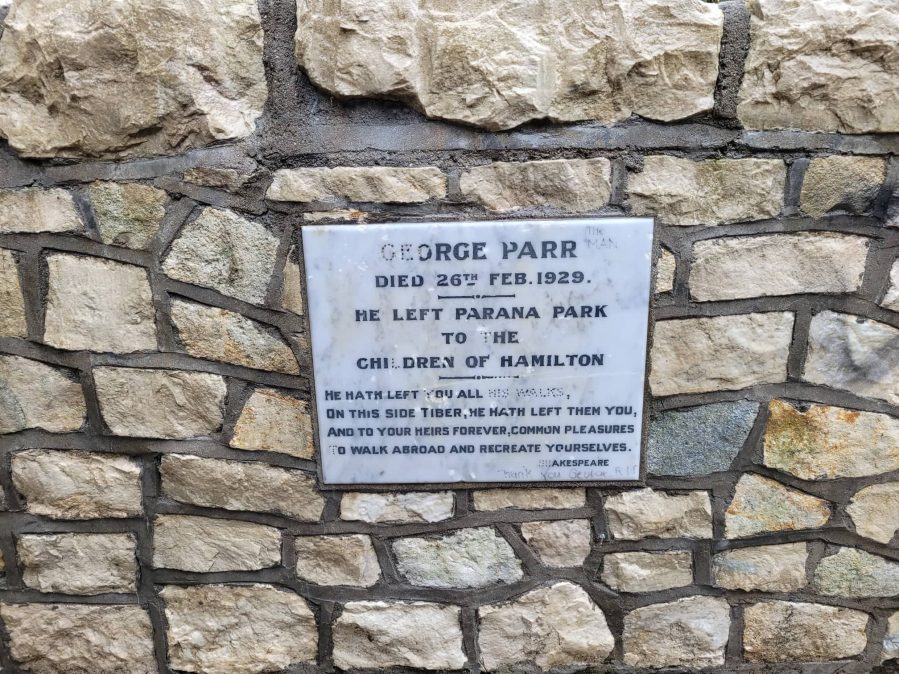 GEORGE PARR
The
MAN
DIED 26TH FEB. 1929.
HE LEFT PARANA PARK
TO THE
CHILDREN OF HAMILTON
HE HATH LEFT YOU ALL HIS WALKS,
ON THIS SIDE TIBER, HE HATH LEFT THEM YOU,
AND TO YOUR HEIRS FOREVER, COMMON PLEASURES
TO WALK ABROAD AND RECREATE YOURSELVES.
SHAKESPEARE
Thank you George